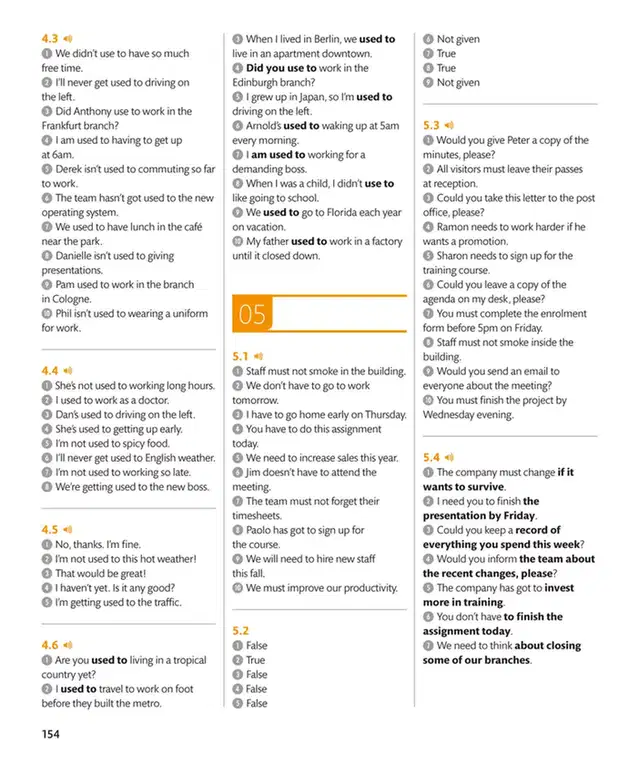 4.3
1 We didn't use to have so much
free time.
2 I'll never get used to driving on
the left.
3 Did Anthony use to work in the
Frankfurt branch?
4 I am used to having to get up
at 6am.
5 Derek isn't used to commuting so far
to work.
6 The team hasn't got used to the new
operating system.
7 We used to have lunch in the café
near the park.
8 Danielle isn't used to giving
presentations.
9 Pam used to work in the branch
in Cologne.
10 Phil isn't used to wearing a uniform
for work.
4.4
1 She's not used to working long hours.
2 I used to work as a doctor.
3 Dan's used to driving on the left.
4 She's used to getting up early.
5 I'm not used to spicy food.
6 I'll never get used to English weather.
7 I'm not used to working so late.
8 We're getting used to the new boss.
4.5
1 No, thanks. I'm fine.
2 I'm not used to this hot weather!
3 That would be great!
4 I haven't yet. Is it any good?
5 I'm getting used to the traffic.
4.6
1 Are you used to living in a tropical
country yet?
2 I used to travel to work on foot
before they built the metro.
3 When I lived in Berlin, we used to
live in an apartment downtown.
4 Did you use to work in the
Edinburgh branch?
5 I grew up in Japan, so I'm used to
driving on the left.
6 Arnold's used to waking up at 5am
every morning.
7 I am used to working for a
demanding boss.
8 When I was a child, I didn't use to
like going to school.
9 We used to go to Florida each year
on vacation.
10 My father used to work in a factory
until it closed down.
05
5.1
1 Staff must not smoke in the building.
2 We don't have to go to work
tomorrow.
3 I have to go home early on Thursday.
4 You have to do this assignment
today.
5 We need to increase sales this year.
6 Jim doesn't have to attend the
meeting.
7 The team must not forget their
timesheets.
8 Paolo has got to sign up for
the course.
9 We will need to hire new staff
this fall.
10 We must improve our productivity.
5.2
1 False
2 True
3 False
4 False
5 False
6 Not given
7 True
8 True
9 Not given
5.3
1 Would you give Peter a copy of the
minutes, please?
2 All visitors must leave their passes
at reception.
3 Could you take this letter to the post
office, please?
4 Ramon needs to work harder if he
wants a promotion.
5 Sharon needs to sign up for the
training course.
6 Could you leave a copy of the
agenda on my desk, please?
7 You must complete the enrolment
form before 5pm on Friday.
8 Staff must not smoke inside the
building.
9 Would you send an email to
everyone about the meeting?
10 You must finish the project by
Wednesday evening.
5.4
1 The company must change if it
wants to survive.
2 I need you to finish the
presentation by Friday.
3 Could you keep a record of
everything you spend this week?
4 Would you inform the team about
the recent changes, please?
5 The company has got to invest
more in training.
6 You don't have to finish the
assignment today.
7 We need to think about closing
some of our branches.
154